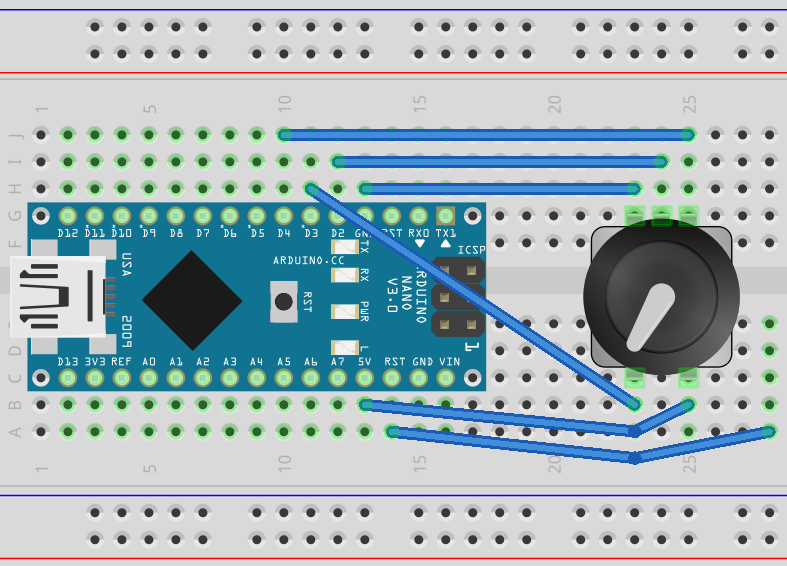 1 5 10 15 20 25
J
I
H
G
D12 *D11 *D10 *D9 D8 D7 *D6 *D5 D4 *D3 D2 GND RST RX0 TX1
F
TX
ICSP
USA
ARDUINO.CC
RX
RST
ARDUINO
NANO
V3.0
PWR
2009
1
L
D
D13 3V3 REF A0 A1 A2 A3 A4 A5 A6 A7 5V RST GND VIN
C
B
A
1 5 10 15 20 25